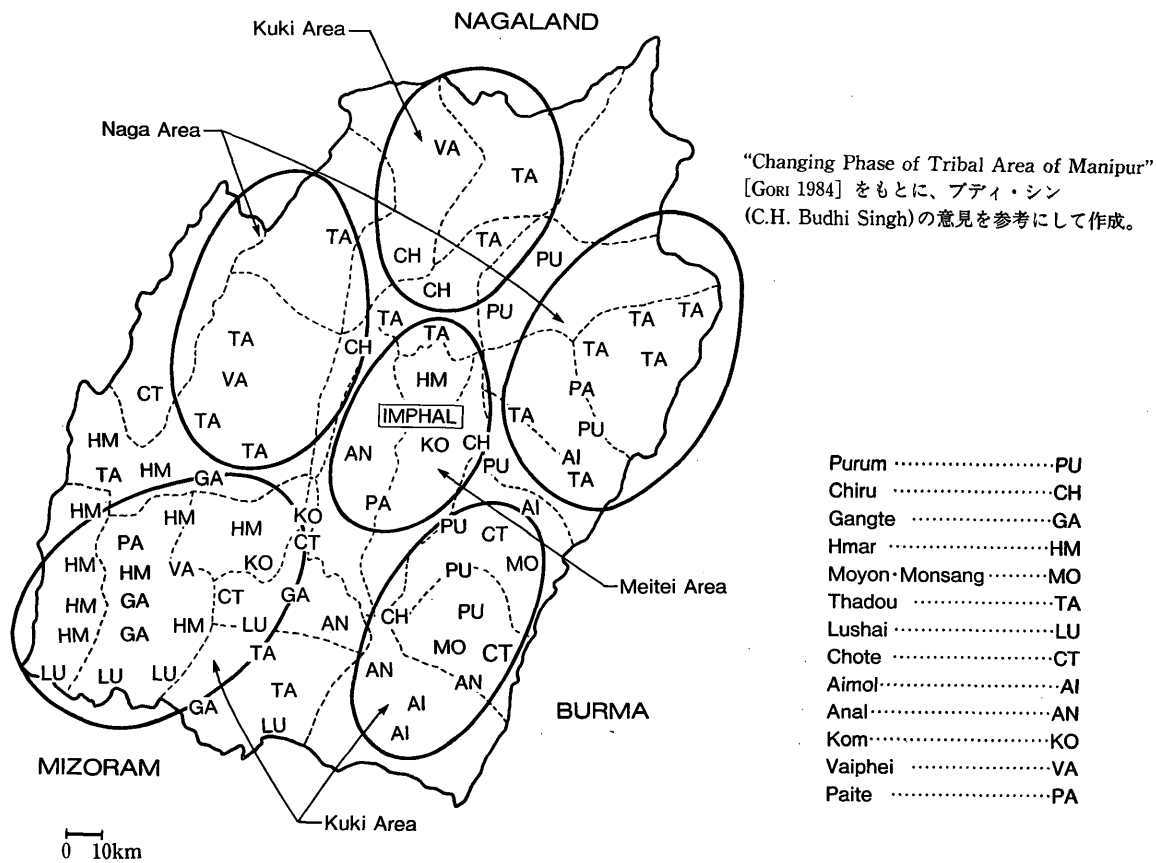 NAGALAND
Kuki Area
Naga Area
"Changing Phase of Tribal Area of Manipur"
[GORI 1984] をもとに、ブディ・シン
(C.H. Budhi Singh)の意見を参考にして作成。
VA
TA
TA
TA
CH
CH
PU
PU
TA
TA
CH
TA
TA
TA
TA
TA
TA
VA
HM
PA
CT
IMPHAL
TA
TA
PU
HM
AN
KO
CH
AI
TA
HM
TA
TA
PU
GA
PA
AI
HM
HM
HM
KO
PU
CT
PA
CT
MO
HM
HM
VA
KO
PU
Meitei Area
HM
GA
CT
GA
CH
PU
HM
GA
HM
LU
AN
MO
CT
TA
AN
AN
LU
LU
LU
TA
AI
GA
LU
AI
BURMA
MIZORAM
Kuki Area
0 10km
Purum ........................ PU
Chiru ........................ CH
Gangte ........................ GA
Hmar ........................ HM
Moyon・Monsang ............ MO
Thadou ........................ TA
Lushai ........................ LU
Chote ........................ CT
Aimol ........................ AI
Anal ........................ AN
Kom ........................ KO
Vaiphei ........................ VA
Paite ........................ PA